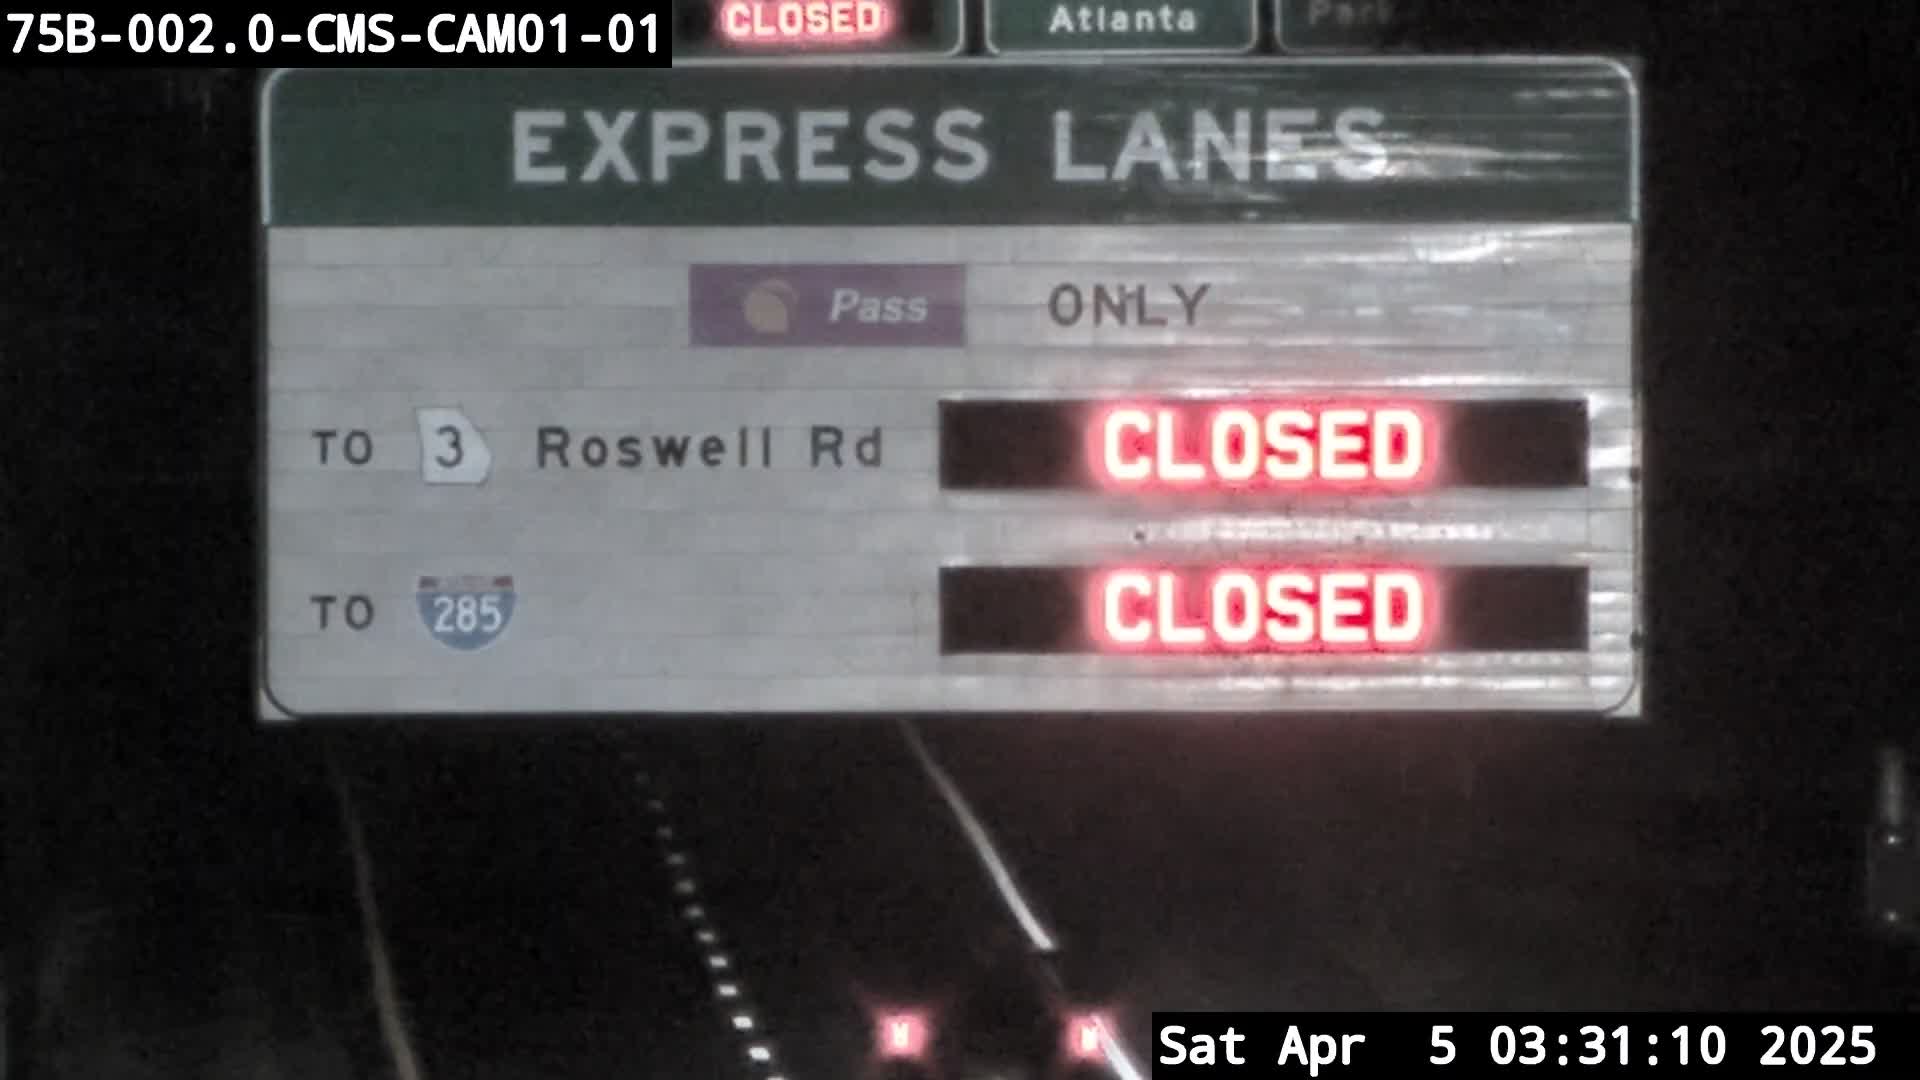 75B-002.0-CMS-CAM01-01
CLOSED
Atlanta
Park
EXPRESS LANES
Pass ONLY
TO 3 Roswell Rd CLOSED
TO 285 CLOSED
Sat Apr 5 03:31:10 2025